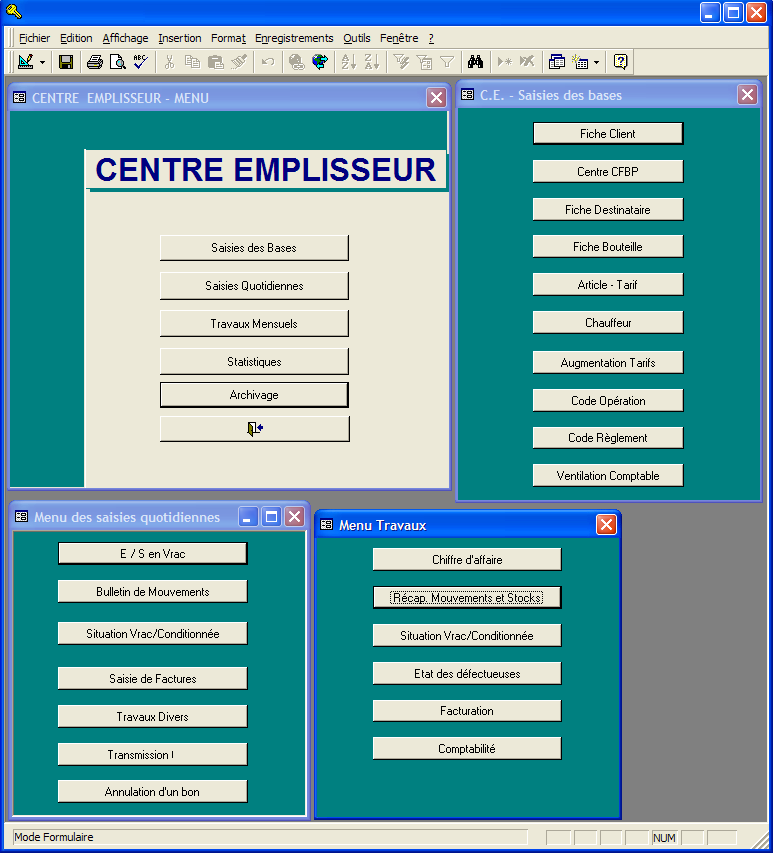 Fichier Edition Affichage Insertion Format Enregistrements Outils Fenêtre ?
ABC
CENTRE EMPLISSEUR - MENU
CENTRE EMPLISSEUR
Saisies des Bases
Saisies Quotidiennes
Travaux Mensuels
Statistiques
Archivage
C.E. - Saisies des bases
Fiche Client
Centre CFBP
Fiche Destinataire
Fiche Bouteille
Article - Tarif
Chauffeur
Augmentation Tarifs
Code Opération
Code Règlement
Ventilation Comptable
Menu des saisies quotidiennes
E / S en Vrac
Bulletin de Mouvements
Situation Vrac/Conditionnée
Saisie de Factures
Travaux Divers
Transmission !
Annulation d'un bon
Menu Travaux
Chiffre d'affaire
Récap. Mouvements et Stocks
Situation Vrac/Conditionnée
Etat des défectueuses
Facturation
Comptabilité
Mode Formulaire NUM